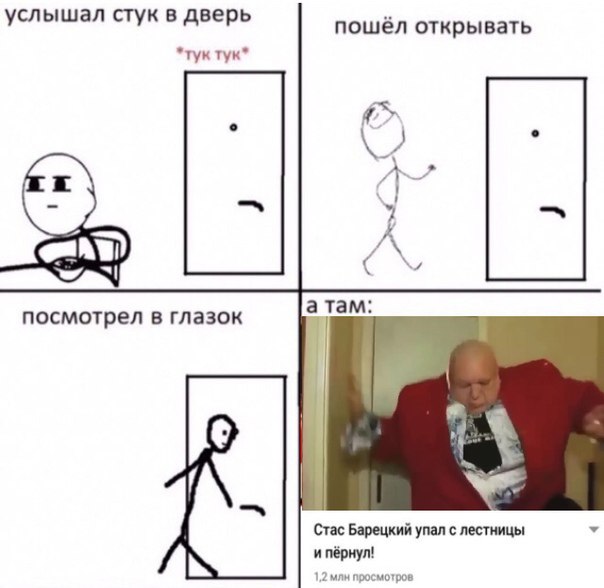 услышал стук в дверь
*тук тук*
пошёл открывать
посмотрел в глазок
а там:
Стас Барецкий упал с лестницы
и пёрнул!
1,2 млн просмотров